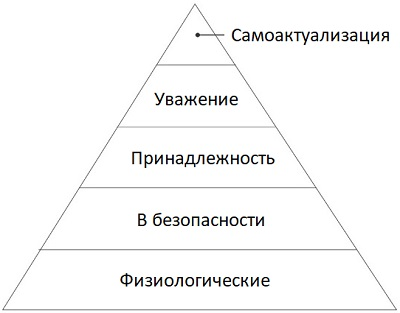 Самоактуализация
Уважение
Принадлежность
В безопасности
Физиологические